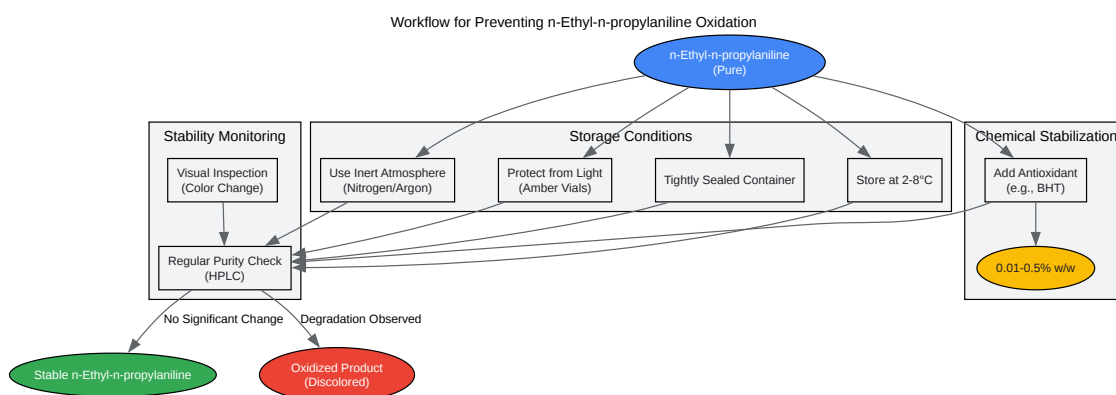 Workflow for Preventing n-Ethyl-n-propylaniline Oxidation
n-Ethyl-n-propylaniline
(Pure)
Stability Monitoring
Storage Conditions
Chemical Stabilization
Visual Inspection
(Color Change)
Use Inert Atmosphere
(Nitrogen/Argon)
Protect from Light
(Amber Vials)
Tightly Sealed Container
Store at 2-8°C
Add Antioxidant
(e.g., BHT)
Regular Purity Check
(HPLC)
0.01-0.5% w/w
No Significant Change
Degradation Observed
Stable n-Ethyl-n-propylaniline
Oxidized Product
(Discolored)